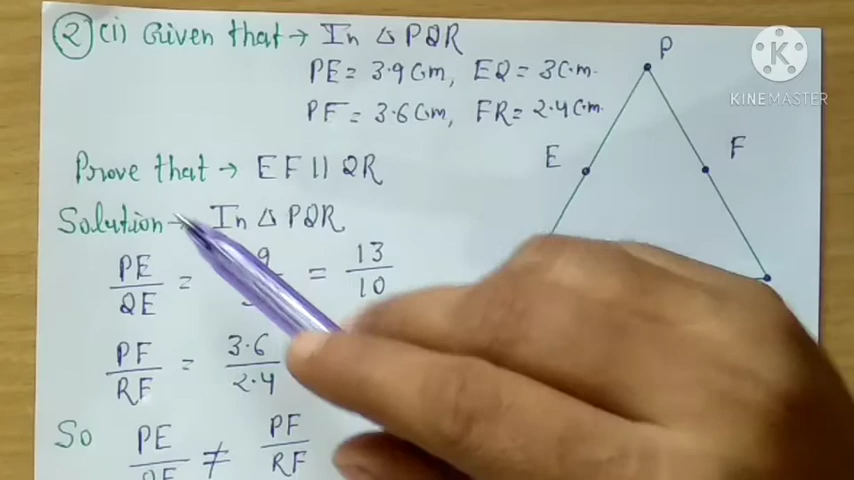 2 (i) Given that → In △ PQR
PE = 3.9 cm, EQ = 3 cm.
PF = 3.6 cm, FR = 2.4 cm.
Prove that → EF || QR
Solution → In △ PQR
PE/QE = 9 = 13/10
PF/RF = 3.6/2.4
So PE/QE ≠ PF/RF
P
E
F
K
KINEMASTER